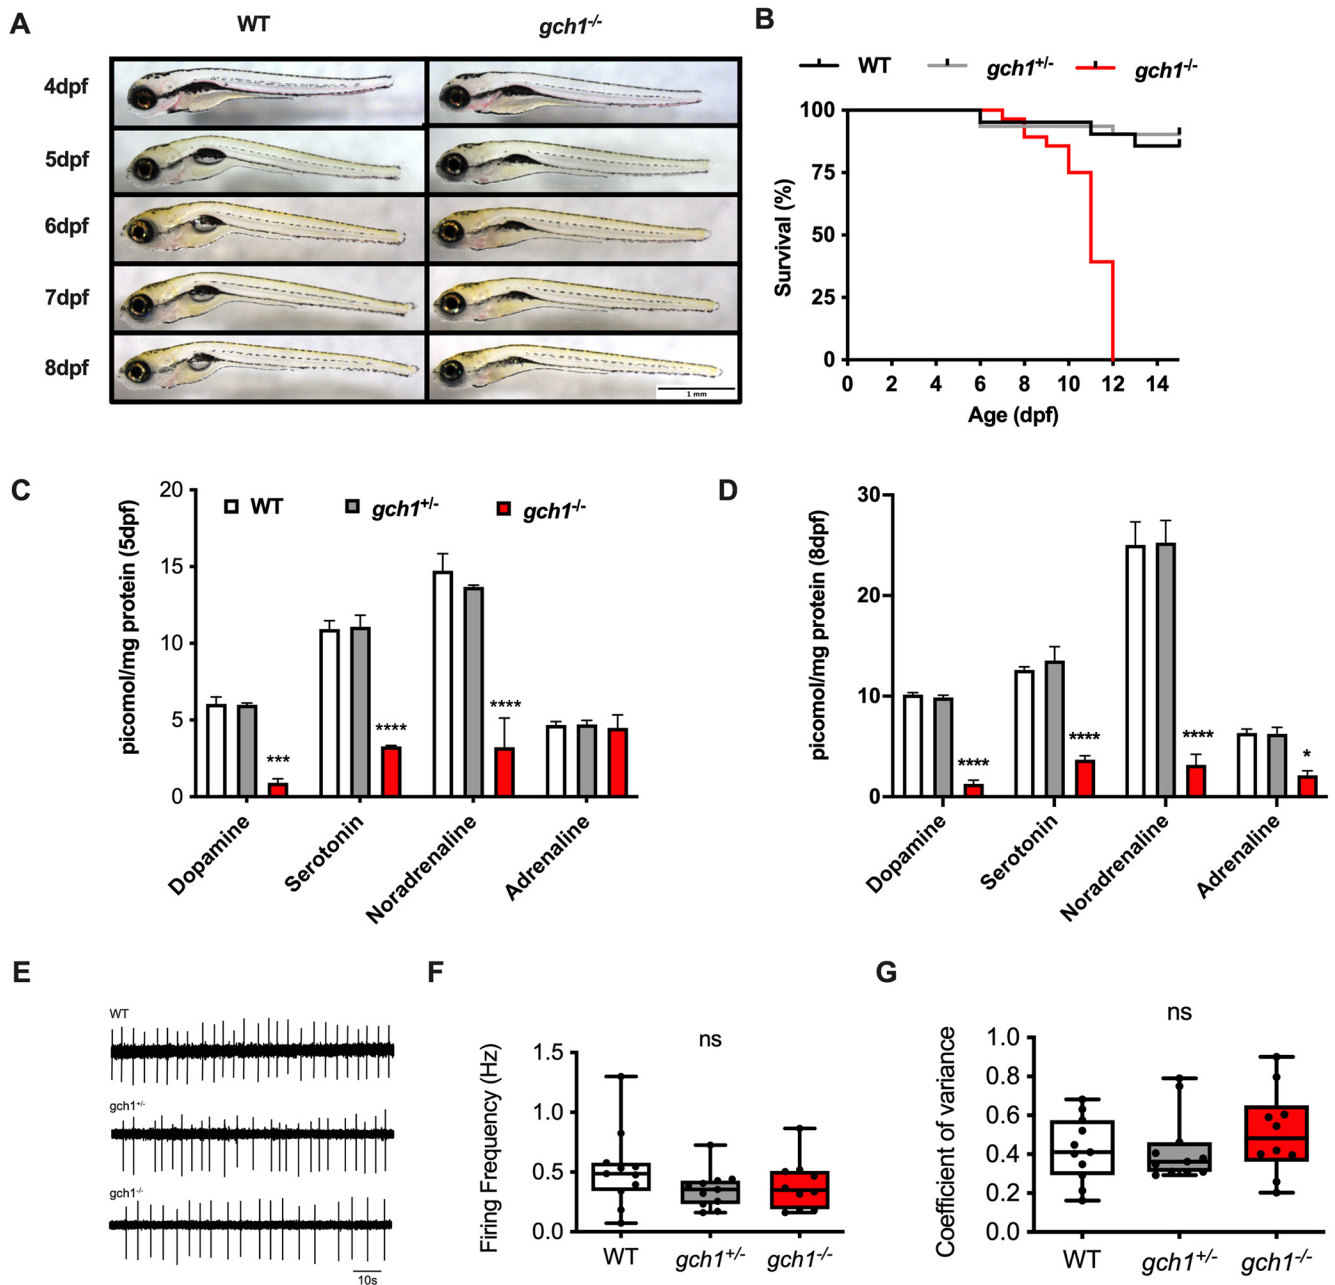 A
WT
gch1-/-
4dpf
5dpf
6dpf
7dpf
8dpf
1 mm
B
WT
gch1+/-
gch1-/-
Survival (%)
100
75
50
25
0
0 2 4 6 8 10 12 14
Age (dpf)
C
WT
gch1+/-
gch1-/-
picomol/mg protein (5dpf)
20
15
10
5
0
***
****
****
Dopamine
Serotonin
Noradrenaline
Adrenaline
D
picomol/mg protein (8dpf)
30
20
10
0
****
****
****
*
Dopamine
Serotonin
Noradrenaline
Adrenaline
E
WT
gch1+/-
gch1-/-
10s
F
ns
Firing Frequency (Hz)
1.5
1.0
0.5
0.0
WT
gch1+/-
gch1-/-
G
ns
Coefficient of variance
1.0
0.8
0.6
0.4
0.2
0.0
WT
gch1+/-
gch1-/-